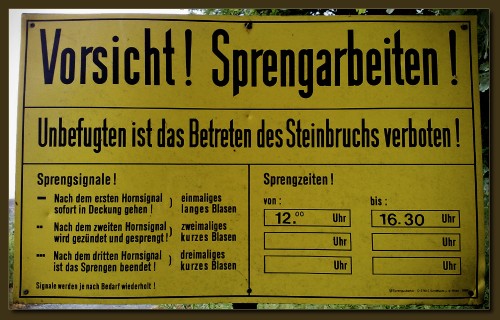 Vorsicht! Sprengarbeiten!
Unbefugten ist das Betreten des Steinbruchs verboten!
Sprengsignale!
Nach dem ersten Hornsignal ) einmaliges
sofort in Deckung gehen! langes Blasen
Nach dem zweiten Hornsignal ) zweimaliges
wird gezündet und gesprengt! kurzes Blasen
Nach dem dritten Hornsignal ) dreimaliges
ist das Sprengen beendet! kurzes Blasen
Signale werden je nach Bedarf wiederholt!
Sprengzeiten!
von: bis:
12.00 Uhr 16.30 Uhr
Uhr Uhr
Uhr Uhr